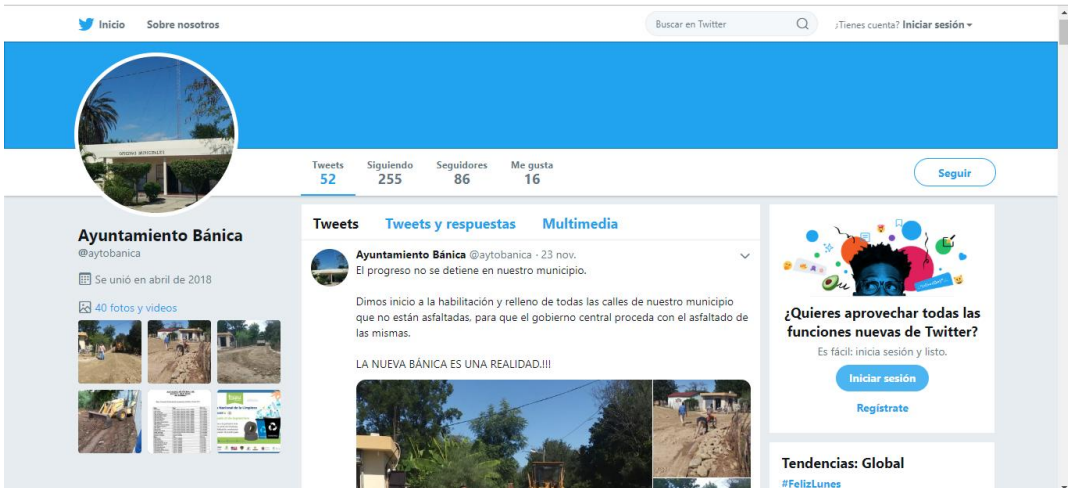 Inicio Sobre nosotros
Buscar en Twitter
¿Tienes cuenta? Iniciar sesión
Tweets Siguiendo Seguidores Me gusta
52 255 86 16
Seguir
Ayuntamiento Bánica
@aytobanica
Se unió en abril de 2018
40 fotos y videos
Tweets Tweets y respuestas Multimedia
Ayuntamiento Bánica @aytobanica · 23 nov.
El progreso no se detiene en nuestro municipio.
Dimos inicio a la habilitación y relleno de todas las calles de nuestro municipio
que no están asfaltadas, para que el gobierno central proceda con el asfaltado de
las mismas.
LA NUEVA BÁNICA ES UNA REALIDAD.!!!
¿Quieres aprovechar todas las
funciones nuevas de Twitter?
Es fácil: inicia sesión y listo.
Iniciar sesión
Regístrate
Tendencias: Global
#FelizLunes